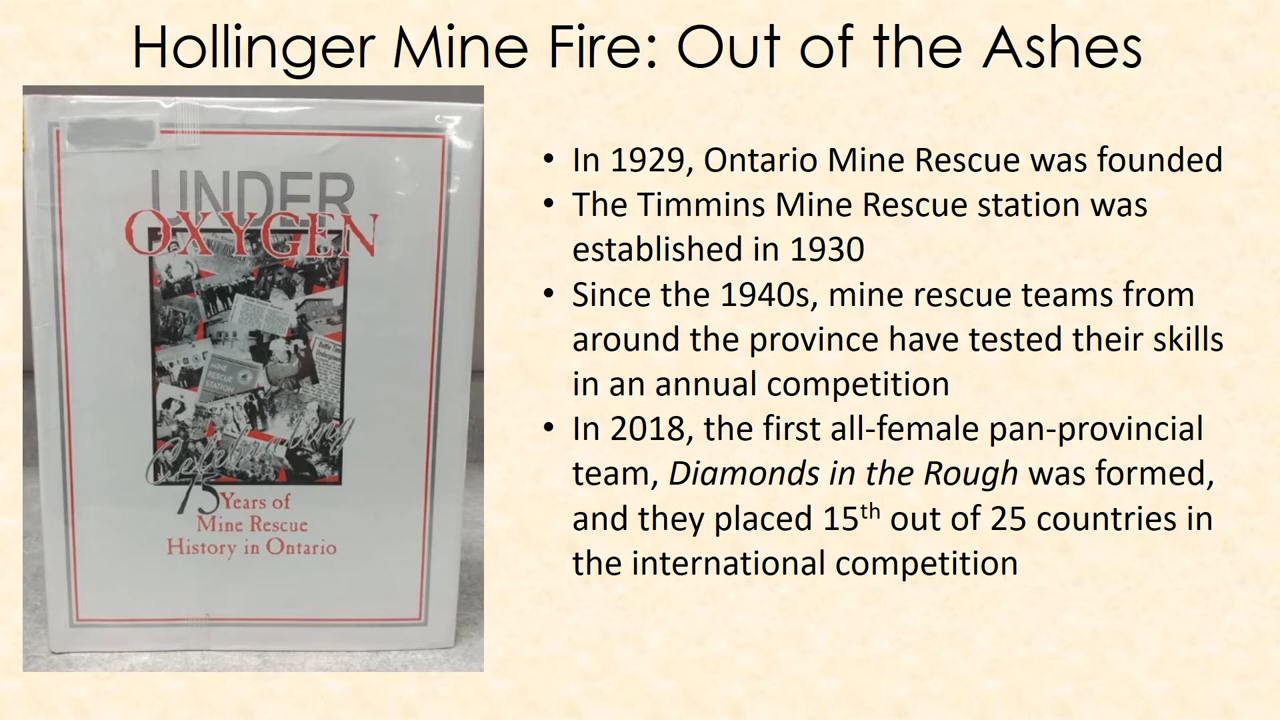 Hollinger Mine Fire: Out of the Ashes
UNDER
OXYGEN
MINE
RESCUE
STATION
Celebrating
75 Years of
Mine Rescue
History in Ontario
• In 1929, Ontario Mine Rescue was founded
• The Timmins Mine Rescue station was
established in 1930
• Since the 1940s, mine rescue teams from
around the province have tested their skills
in an annual competition
• In 2018, the first all-female pan-provincial
team, Diamonds in the Rough was formed,
and they placed 15th out of 25 countries in
the international competition